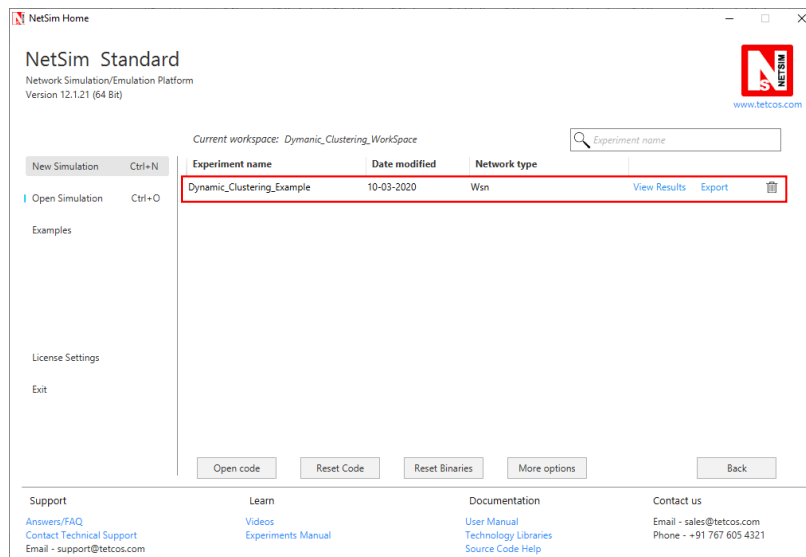 NetSim Home
NetSim Standard
Network Simulation/Emulation Platform
Version 12.1.21 (64 Bit)
NETSIM
www.tetcos.com
Current workspace: Dymanic_Clustering_WorkSpace
Experiment name
New Simulation Ctrl+N
Experiment name Date modified Network type
Dynamic_Clustering_Example 10-03-2020 Wsn View Results Export
Open Simulation Ctrl+O
Examples
License Settings
Exit
Open code Reset Code Reset Binaries More options Back
Support Learn Documentation Contact us
Answers/FAQ Videos User Manual Email - sales@tetcos.com
Contact Technical Support Experiments Manual Technology Libraries Phone - +91 767 605 4321
Email - support@tetcos.com Source Code Help